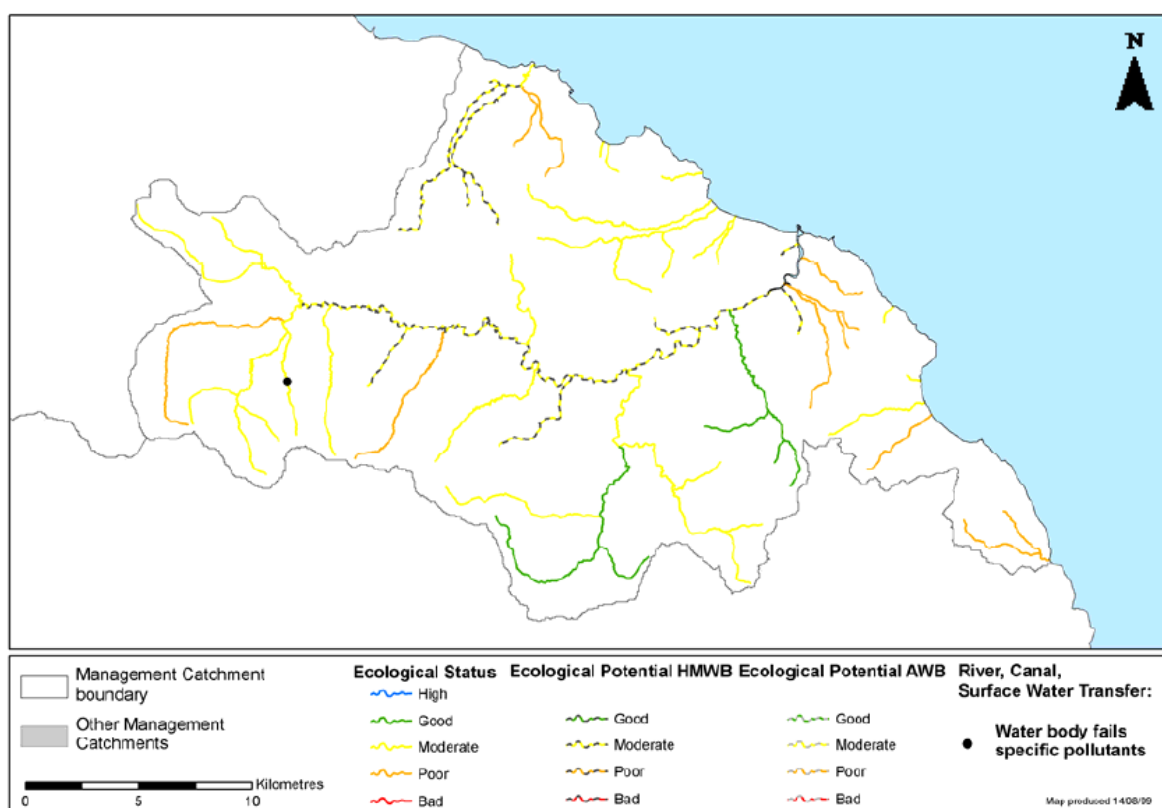 N
Management Catchment
boundary
Other Management
Catchments
Kilometres
0 5 10
Ecological Status
High
Good
Moderate
Poor
Bad
Ecological Potential HMWB
Good
Moderate
Poor
Bad
Ecological Potential AWB
Good
Moderate
Poor
Bad
River, Canal,
Surface Water Transfer:
Water body fails
specific pollutants
Map produced 14/08/09